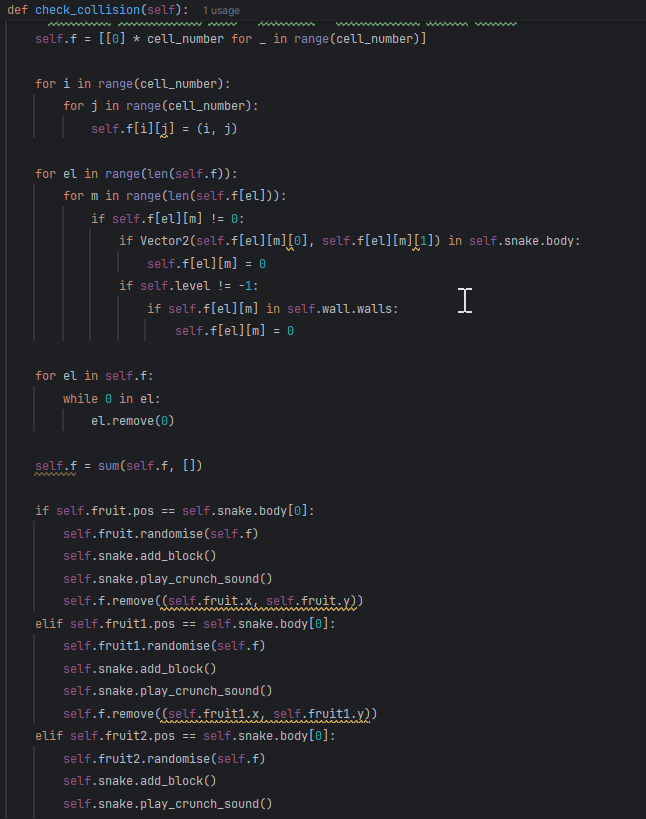 def check_collision(self): 1 usage
self.f = [[0] * cell_number for _ in range(cell_number)]
for i in range(cell_number):
for j in range(cell_number):
self.f[i][j] = (i, j)
for el in range(len(self.f)):
for m in range(len(self.f[el])):
if self.f[el][m] != 0:
if Vector2(self.f[el][m][0], self.f[el][m][1]) in self.snake.body:
self.f[el][m] = 0
if self.level != -1:
if self.f[el][m] in self.wall.walls:
self.f[el][m] = 0
for el in self.f:
while 0 in el:
el.remove(0)
self.f = sum(self.f, [])
if self.fruit.pos == self.snake.body[0]:
self.fruit.randomise(self.f)
self.snake.add_block()
self.snake.play_crunch_sound()
self.f.remove((self.fruit.x, self.fruit.y))
elif self.fruit1.pos == self.snake.body[0]:
self.fruit1.randomise(self.f)
self.snake.add_block()
self.snake.play_crunch_sound()
self.f.remove((self.fruit1.x, self.fruit1.y))
elif self.fruit2.pos == self.snake.body[0]:
self.fruit2.randomise(self.f)
self.snake.add_block()
self.snake.play_crunch_sound()